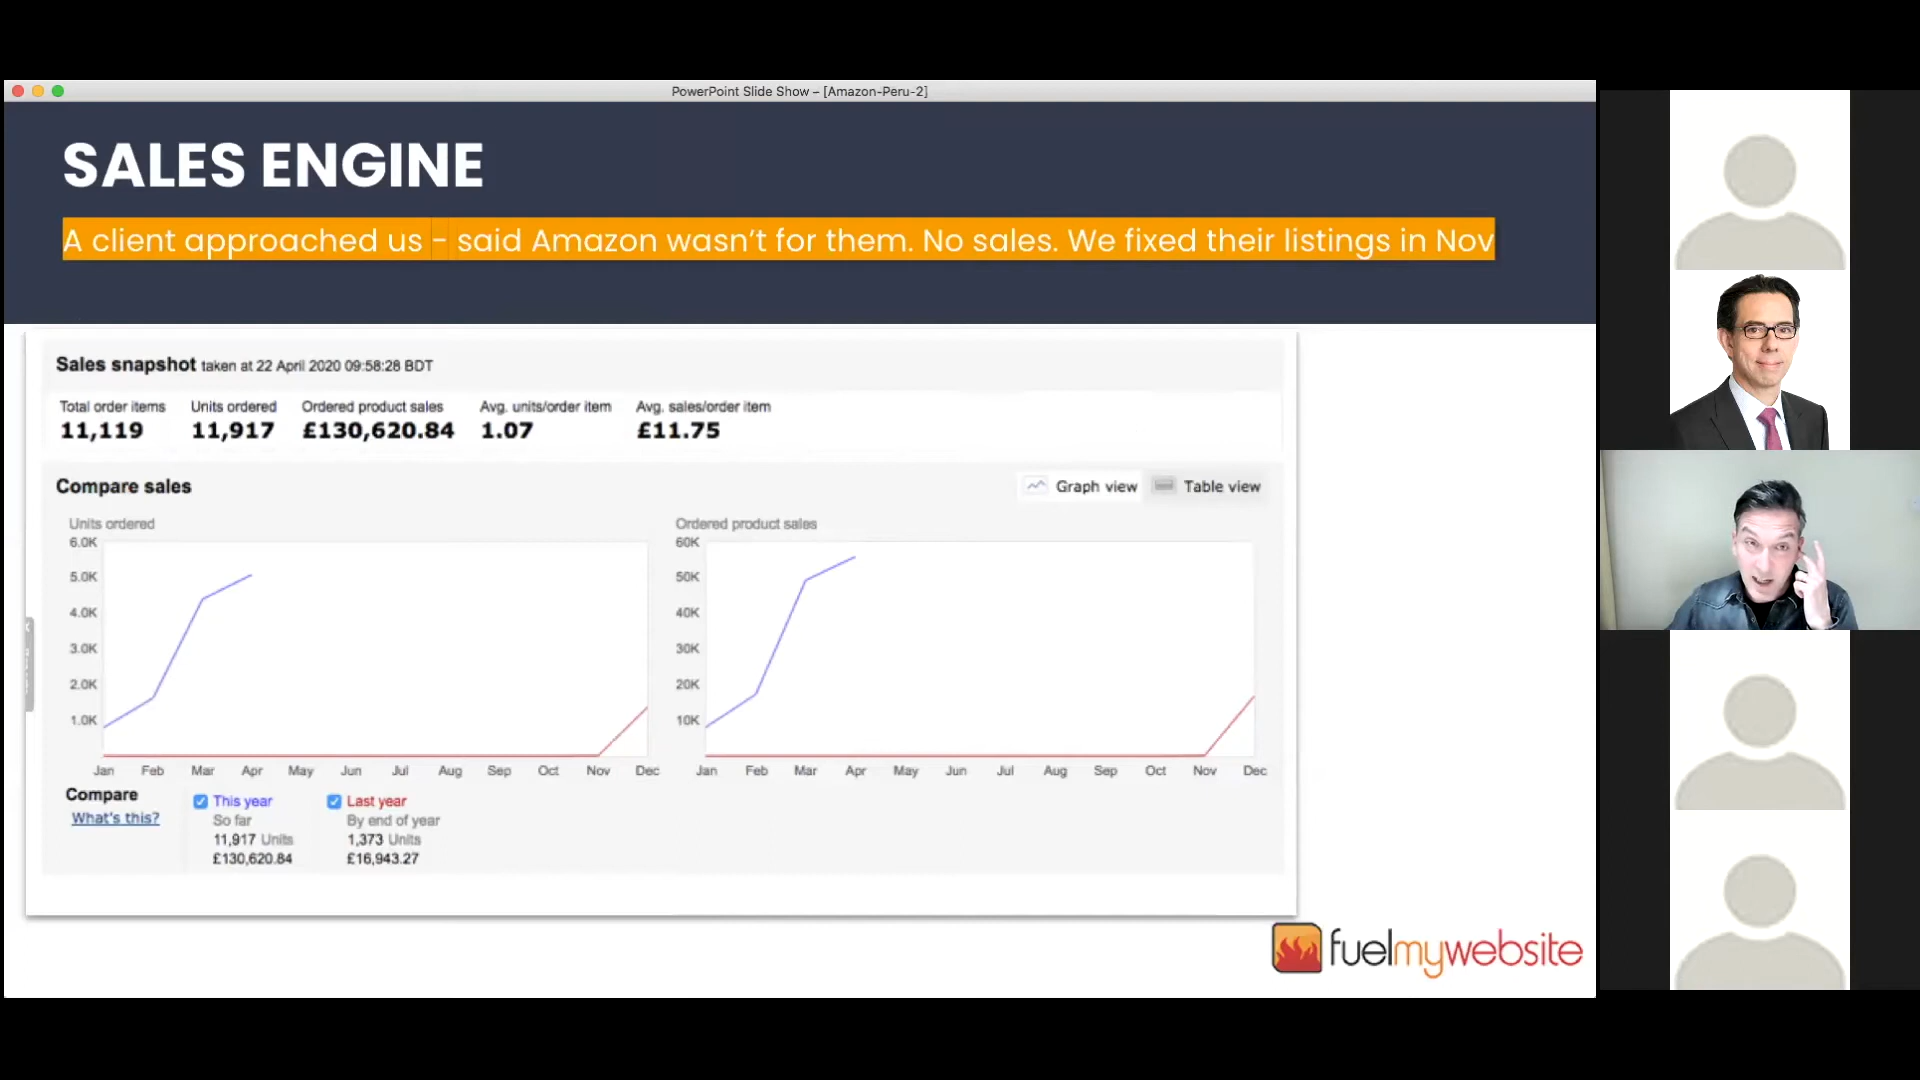 PowerPoint Slide Show – [Amazon-Peru-2]
SALES ENGINE
A client approached us - said Amazon wasn't for them. No sales. We fixed their listings in Nov
Sales snapshot taken at 22 April 2020 09:58:28 BDT
Total order items Units ordered Ordered product sales Avg. units/order item Avg. sales/order item
11,119 11,917 £130,620.84 1.07 £11.75
Compare sales Graph view Table view
Units ordered
6.0K
5.0K
4.0K
3.0K
2.0K
1.0K
Jan Feb Mar Apr May Jun Jul Aug Sep Oct Nov Dec
Ordered product sales
60K
50K
40K
30K
20K
10K
Jan Feb Mar Apr May Jun Jul Aug Sep Oct Nov Dec
Compare
What's this?
This year
So far
11,917 Units
£130,620.84
Last year
By end of year
1,373 Units
£16,943.27
fuelmywebsite